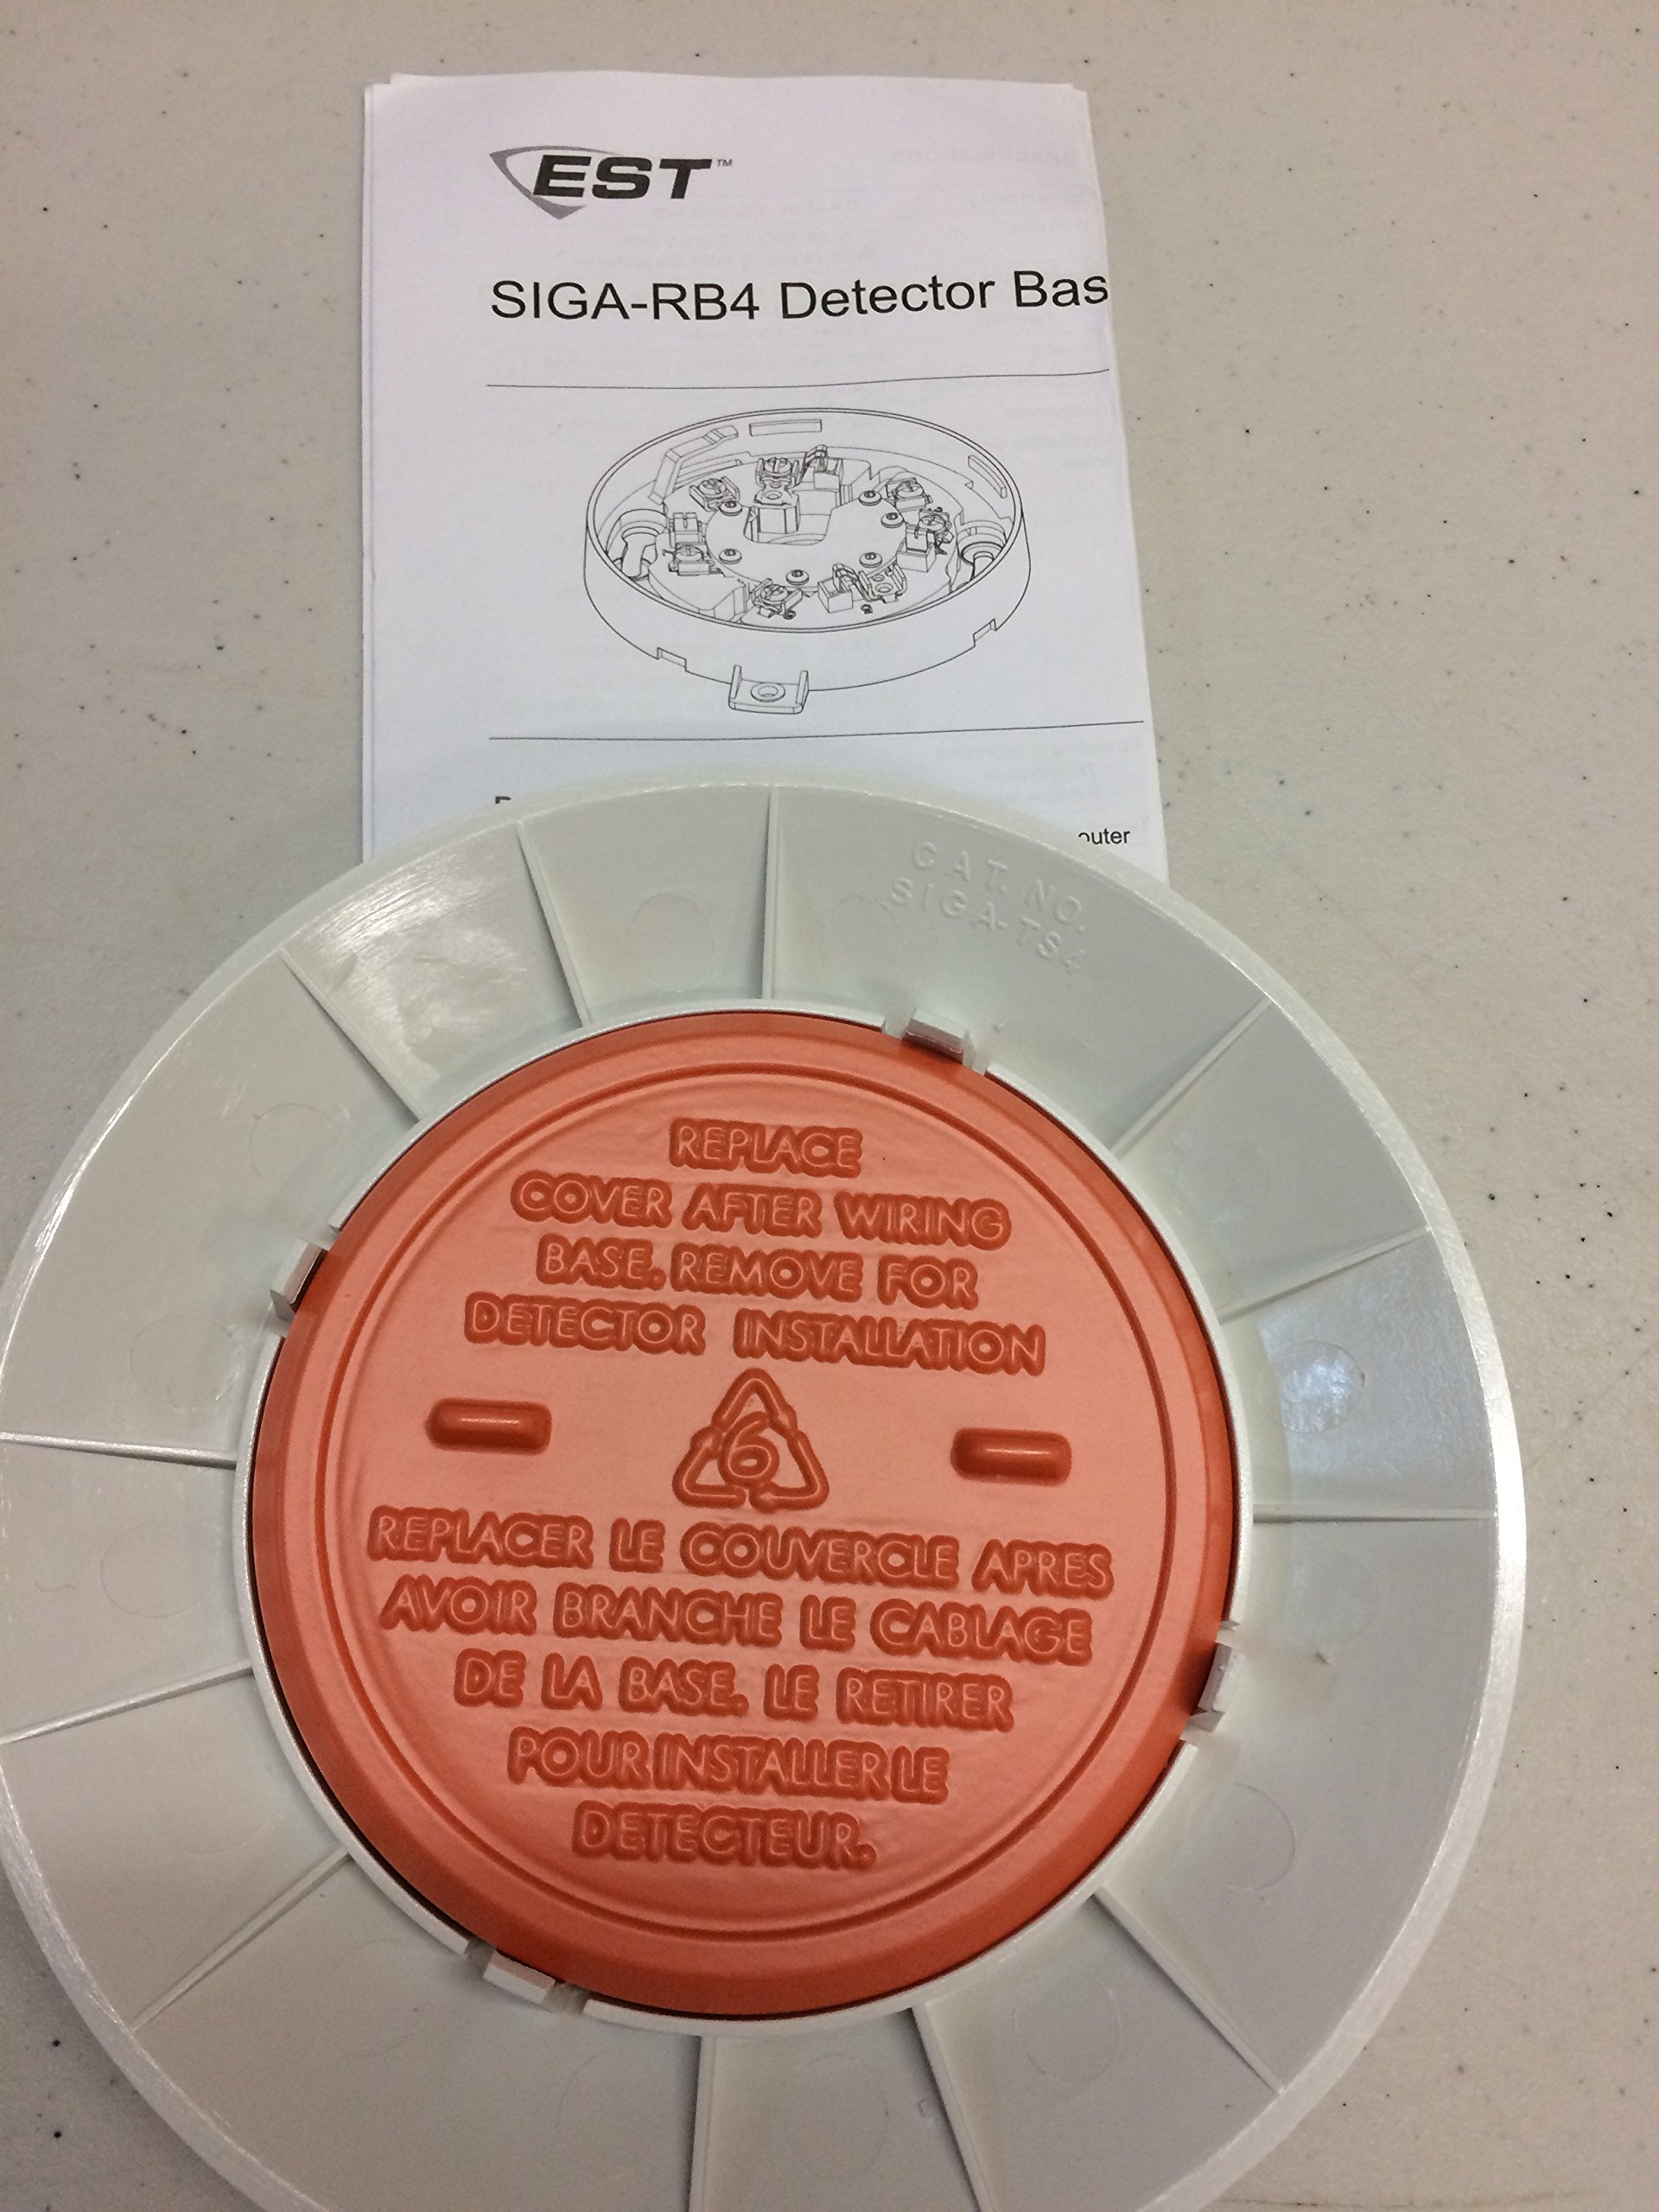 EST™
SIGA-RB4 Detector Bas
outer
CAT. NO.
SIGA-TS4
REPLACE
COVER AFTER WIRING
BASE. REMOVE FOR
DETECTOR INSTALLATION
6
REPLACER LE COUVERCLE APRES
AVOIR BRANCHE LE CABLAGE
DE LA BASE. LE RETIRER
POUR INSTALLER LE
DETECTEUR.